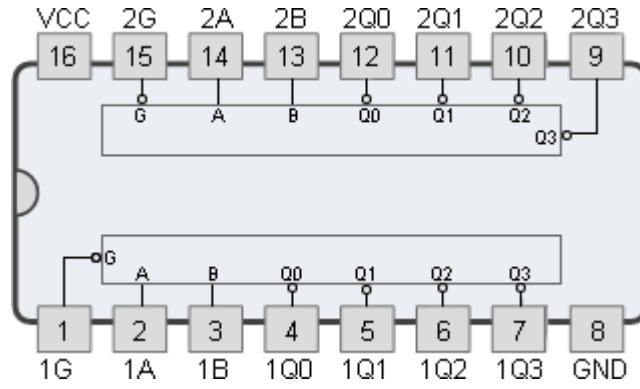 VCC 2G 2A 2B 2Q0 2Q1 2Q2 2Q3
16 15 14 13 12 11 10 9
G A B Q0 Q1 Q2
Q3
G
A B Q0 Q1 Q2 Q3
1 2 3 4 5 6 7 8
1G 1A 1B 1Q0 1Q1 1Q2 1Q3 GND